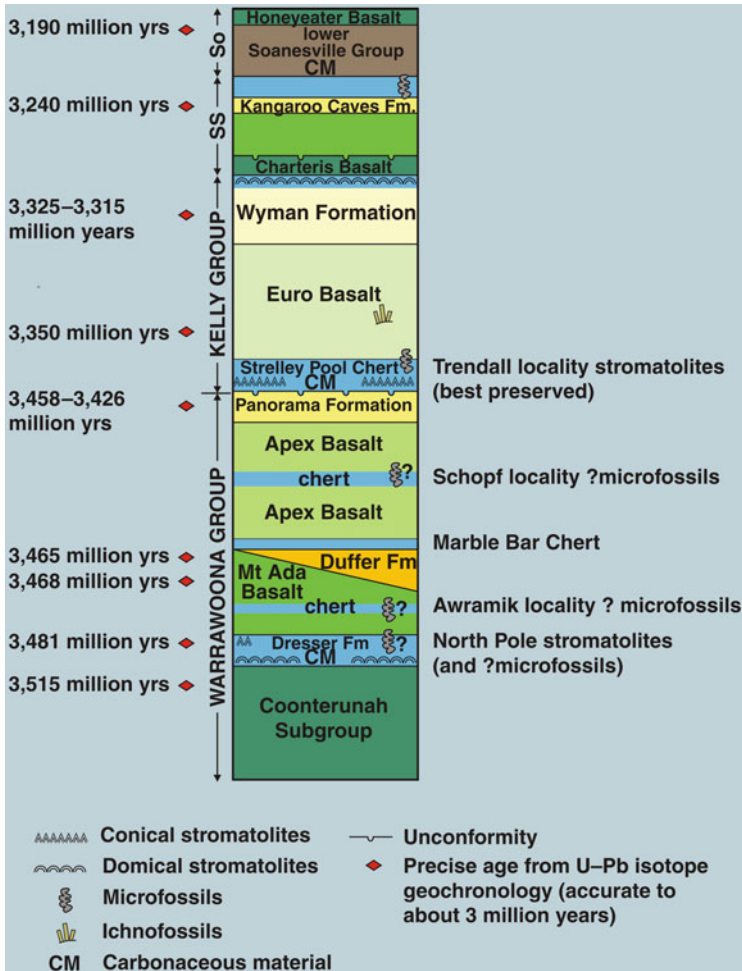 3,190 million yrs
3,240 million yrs
3,325–3,315
million years
3,350 million yrs
3,458–3,426
million yrs
3,465 million yrs
3,468 million yrs
3,481 million yrs
3,515 million yrs
So
SS
KELLY GROUP
WARRAWOONA GROUP
Honeyeater Basalt
lower
Soanesville Group
CM
Kangaroo Caves Fm.
Charteris Basalt
Wyman Formation
Euro Basalt
Strelley Pool Chert
CM
Panorama Formation
Apex Basalt
chert ?
Apex Basalt
Duffer Fm
Mt Ada
Basalt
chert ?
Dresser Fm ?
CM
Coonterunah
Subgroup
Trendall locality stromatolites
(best preserved)
Schopf locality ?microfossils
Marble Bar Chert
Awramik locality ? microfossils
North Pole stromatolites
(and ?microfossils)
Conical stromatolites
Domical stromatolites
Microfossils
Ichnofossils
CM Carbonaceous material
Unconformity
Precise age from U–Pb isotope
geochronology (accurate to
about 3 million years)